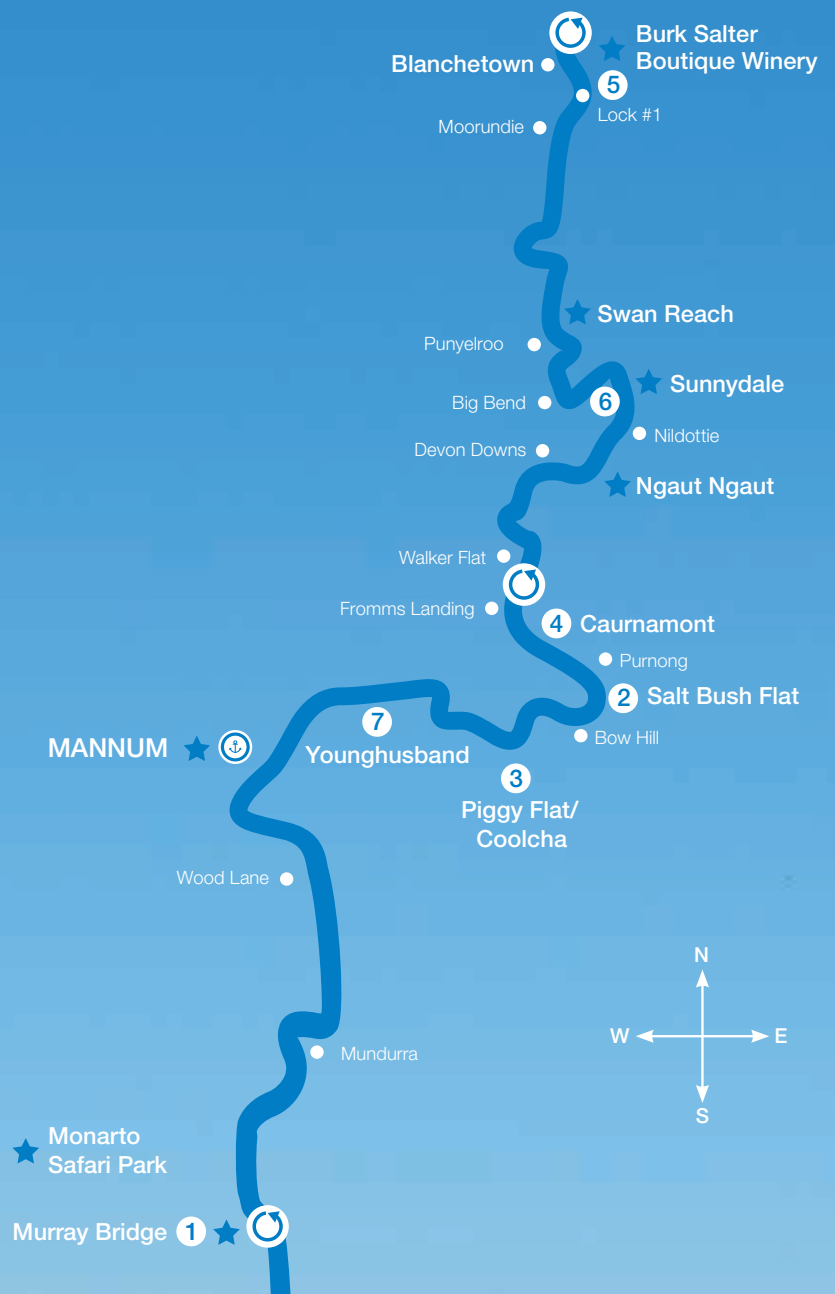 Burk Salter
Boutique Winery
Blanchetown
5
Lock #1
Moorundie
Swan Reach
Punyelroo
Sunnydale
Big Bend
6
Nildottie
Devon Downs
Ngaut Ngaut
Walker Flat
Fromms Landing
4 Caurnamont
Purnong
2 Salt Bush Flat
7
Bow Hill
MANNUM
Younghusband
3
Piggy Flat/
Coolcha
Wood Lane
N
W
E
S
Mundurra
Monarto
Safari Park
Murray Bridge 1